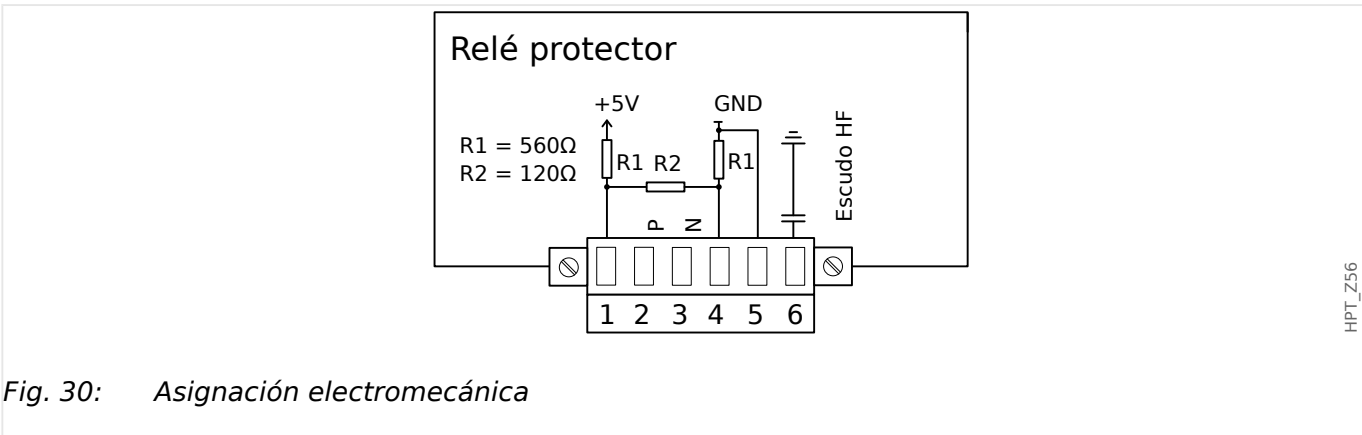 Relé protector
+5V
GND
R1 = 560Ω
R2 = 120Ω
R1
R2
R1
Escudo HF
P
N
1 2 3 4 5 6
HPT_Z56
Fig. 30: Asignación electromecánica